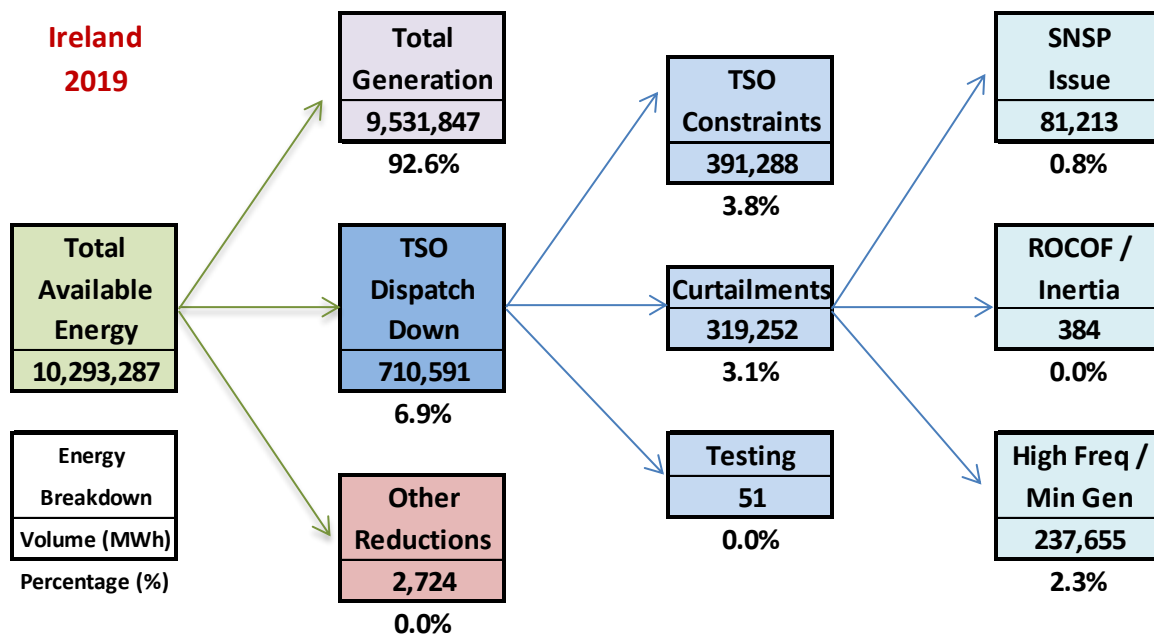 Ireland
2019
Total
Available
Energy
10,293,287
Energy
Breakdown
Volume (MWh)
Percentage (%)
Total
Generation
9,531,847
92.6%
TSO
Dispatch
Down
710,591
6.9%
Other
Reductions
2,724
0.0%
TSO
Constraints
391,288
3.8%
Curtailments
319,252
3.1%
Testing
51
0.0%
SNSP
Issue
81,213
0.8%
ROCOF /
Inertia
384
0.0%
High Freq /
Min Gen
237,655
2.3%